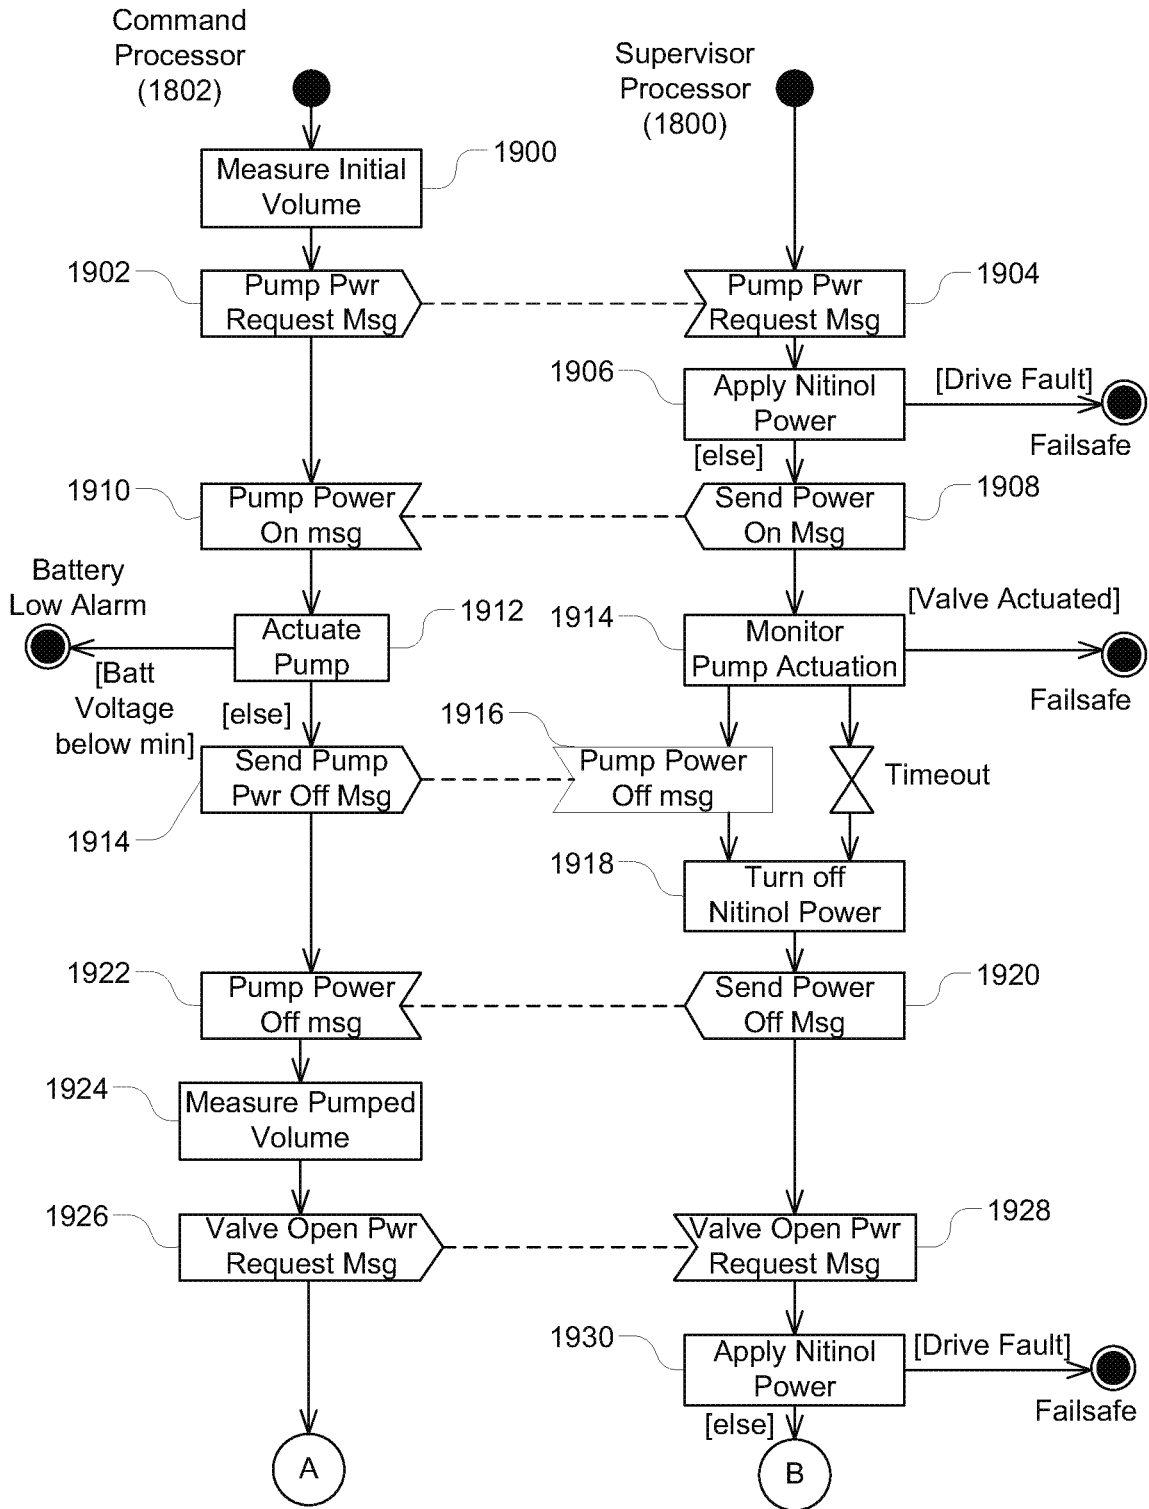 Command
Processor
(1802)
Supervisor
Processor
(1800)
Measure Initial
Volume
1900
1902
Pump Pwr
Request Msg
Pump Pwr
Request Msg
1904
1906
Apply Nitinol
Power
[Drive Fault]
Failsafe
[else]
1910
Pump Power
On msg
Send Power
On Msg
1908
Battery
Low Alarm
Actuate
Pump
1912
1914
Monitor
Pump Actuation
[Valve Actuated]
Failsafe
[Batt
Voltage
below min]
[else]
1916
Send Pump
Pwr Off Msg
Pump Power
Off msg
Timeout
1914
1918
Turn off
Nitinol Power
1922
Pump Power
Off msg
Send Power
Off Msg
1920
1924
Measure Pumped
Volume
1926
Valve Open Pwr
Request Msg
Valve Open Pwr
Request Msg
1928
1930
Apply Nitinol
Power
[Drive Fault]
Failsafe
[else]
A
B